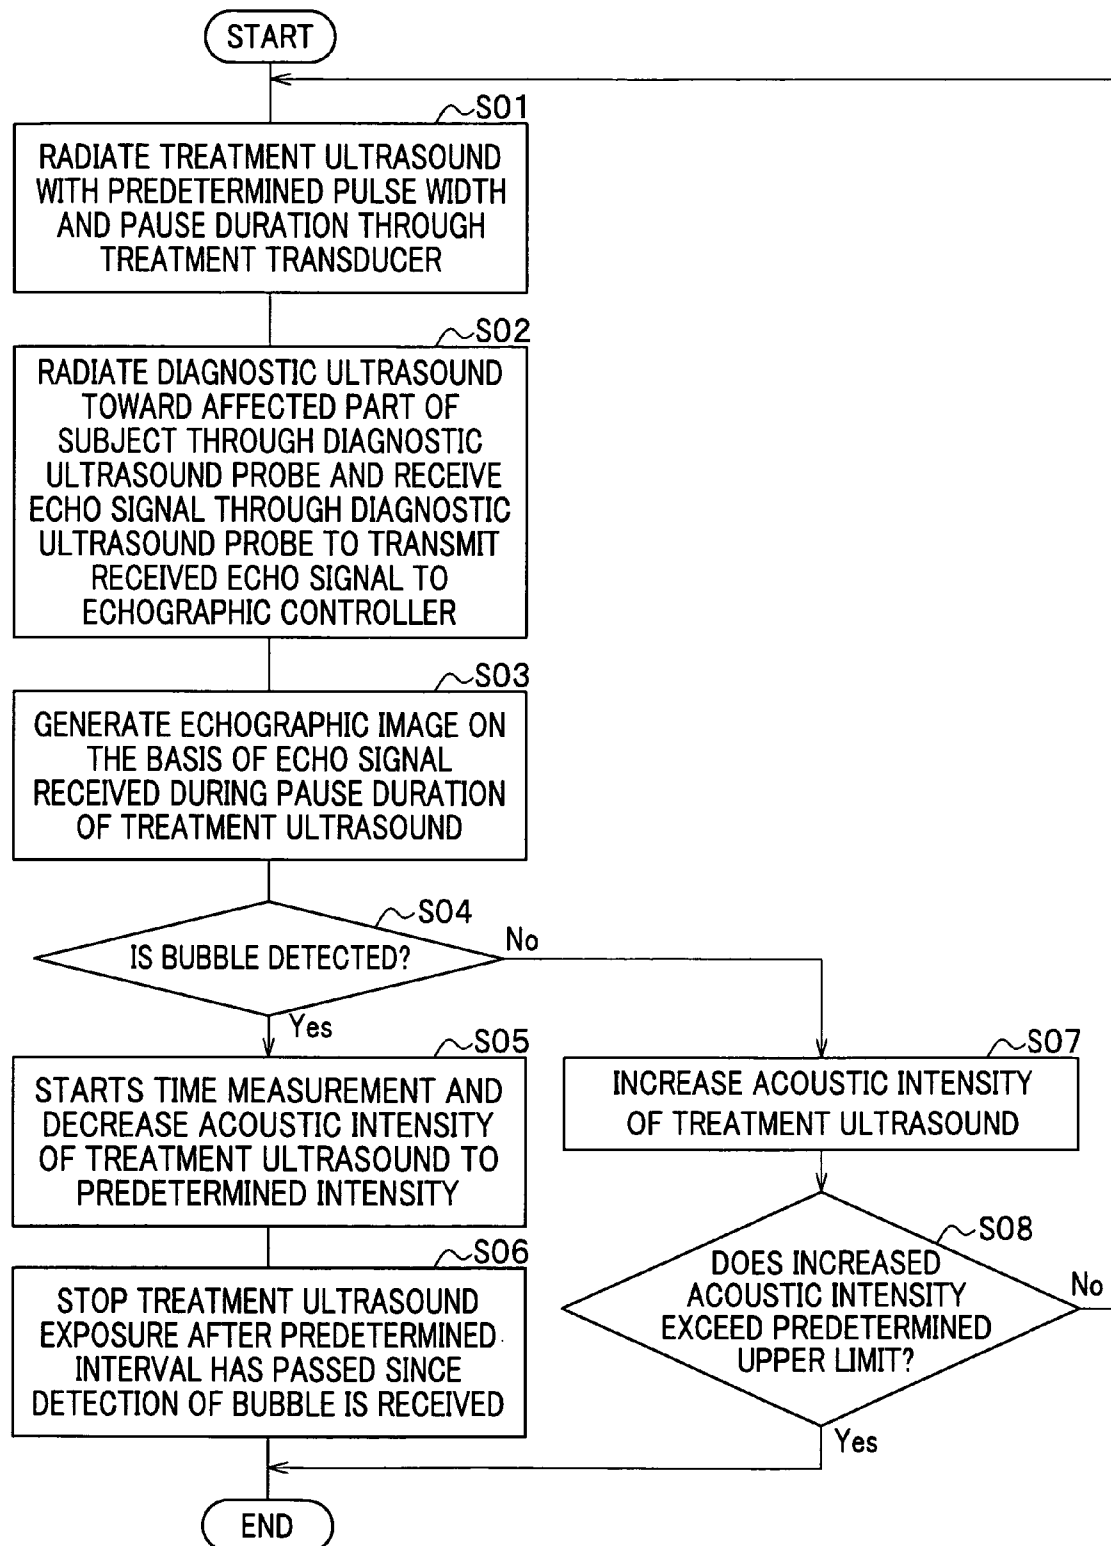 START
S01
RADIATE TREATMENT ULTRASOUND
WITH PREDETERMINED PULSE WIDTH
AND PAUSE DURATION THROUGH
TREATMENT TRANSDUCER
S02
RADIATE DIAGNOSTIC ULTRASOUND
TOWARD AFFECTED PART OF
SUBJECT THROUGH DIAGNOSTIC
ULTRASOUND PROBE AND RECEIVE
ECHO SIGNAL THROUGH DIAGNOSTIC
ULTRASOUND PROBE TO TRANSMIT
RECEIVED ECHO SIGNAL TO
ECHOGRAPHIC CONTROLLER
S03
GENERATE ECHOGRAPHIC IMAGE ON
THE BASIS OF ECHO SIGNAL
RECEIVED DURING PAUSE DURATION
OF TREATMENT ULTRASOUND
S04
IS BUBBLE DETECTED?
No
Yes
S05
STARTS TIME MEASUREMENT AND
DECREASE ACOUSTIC INTENSITY
OF TREATMENT ULTRASOUND TO
PREDETERMINED INTENSITY
S06
STOP TREATMENT ULTRASOUND
EXPOSURE AFTER PREDETERMINED
INTERVAL HAS PASSED SINCE
DETECTION OF BUBBLE IS RECEIVED
S07
INCREASE ACOUSTIC INTENSITY
OF TREATMENT ULTRASOUND
S08
DOES INCREASED
ACOUSTIC INTENSITY
EXCEED PREDETERMINED
UPPER LIMIT?
No
Yes
END